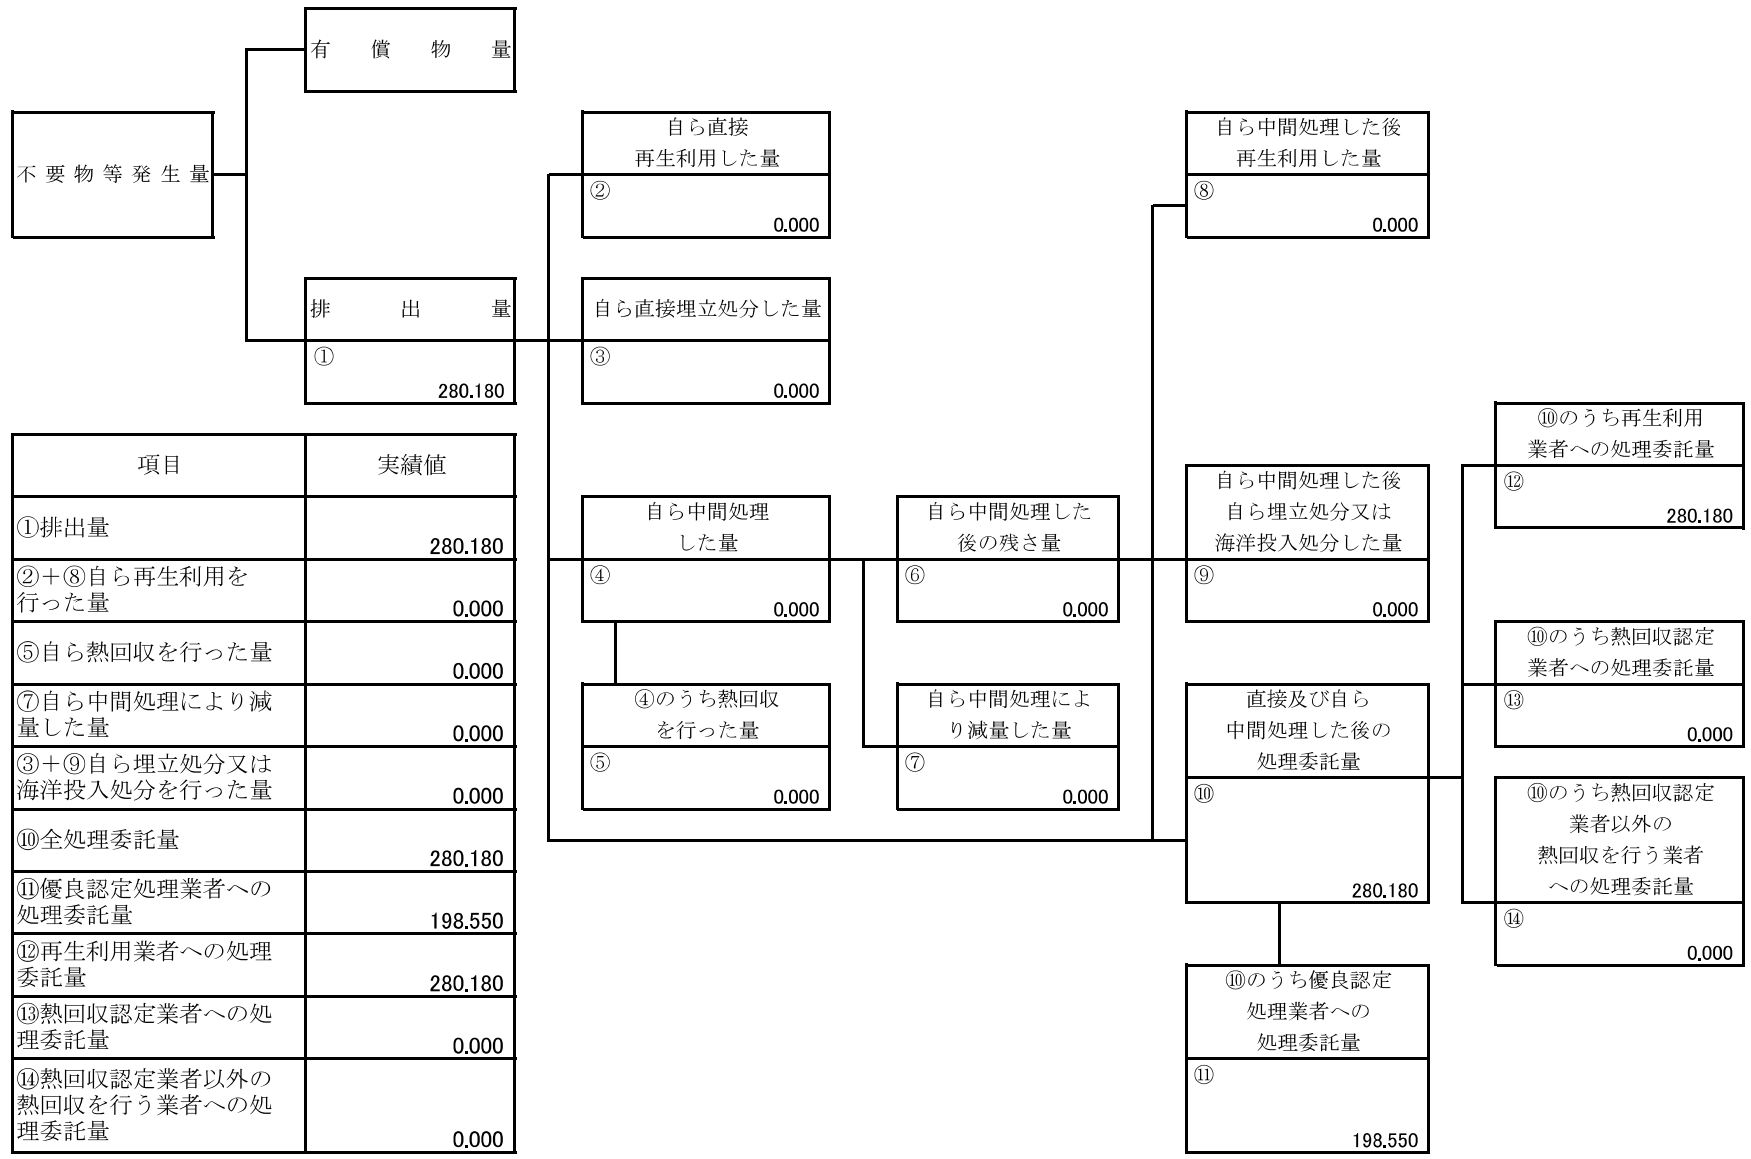 有償物量
不要物等発生量
排出量
①
280.180
自ら直接
再生利用した量
②
0.000
自ら直接埋立処分した量
③
0.000
自ら中間処理した後
再生利用した量
⑧
0.000
項目 実績値
①排出量
280.180
②＋⑧自ら再生利用を
行った量
0.000
⑤自ら熱回収を行った量
0.000
⑦自ら中間処理により減
量した量
0.000
③＋⑨自ら埋立処分又は
海洋投入処分を行った量
0.000
⑩全処理委託量
280.180
⑪優良認定処理業者への
処理委託量
198.550
⑫再生利用業者への処理
委託量
280.180
⑬熱回収認定業者への処
理委託量
0.000
⑭熱回収認定業者以外の
熱回収を行う業者への処
理委託量
0.000
自ら中間処理
した量
④
0.000
④のうち熱回収
を行った量
⑤
0.000
自ら中間処理した
後の残さ量
⑥
0.000
自ら中間処理によ
り減量した量
⑦
0.000
自ら中間処理した後
自ら埋立処分又は
海洋投入処分した量
⑨
0.000
直接及び自ら
中間処理した後の
処理委託量
⑩
280.180
⑩のうち優良認定
処理業者への
処理委託量
⑪
198.550
⑩のうち再生利用
業者への処理委託量
⑫
280.180
⑩のうち熱回収認定
業者への処理委託量
⑬
0.000
⑩のうち熱回収認定
業者以外の
熱回収を行う業者
への処理委託量
⑭
0.000